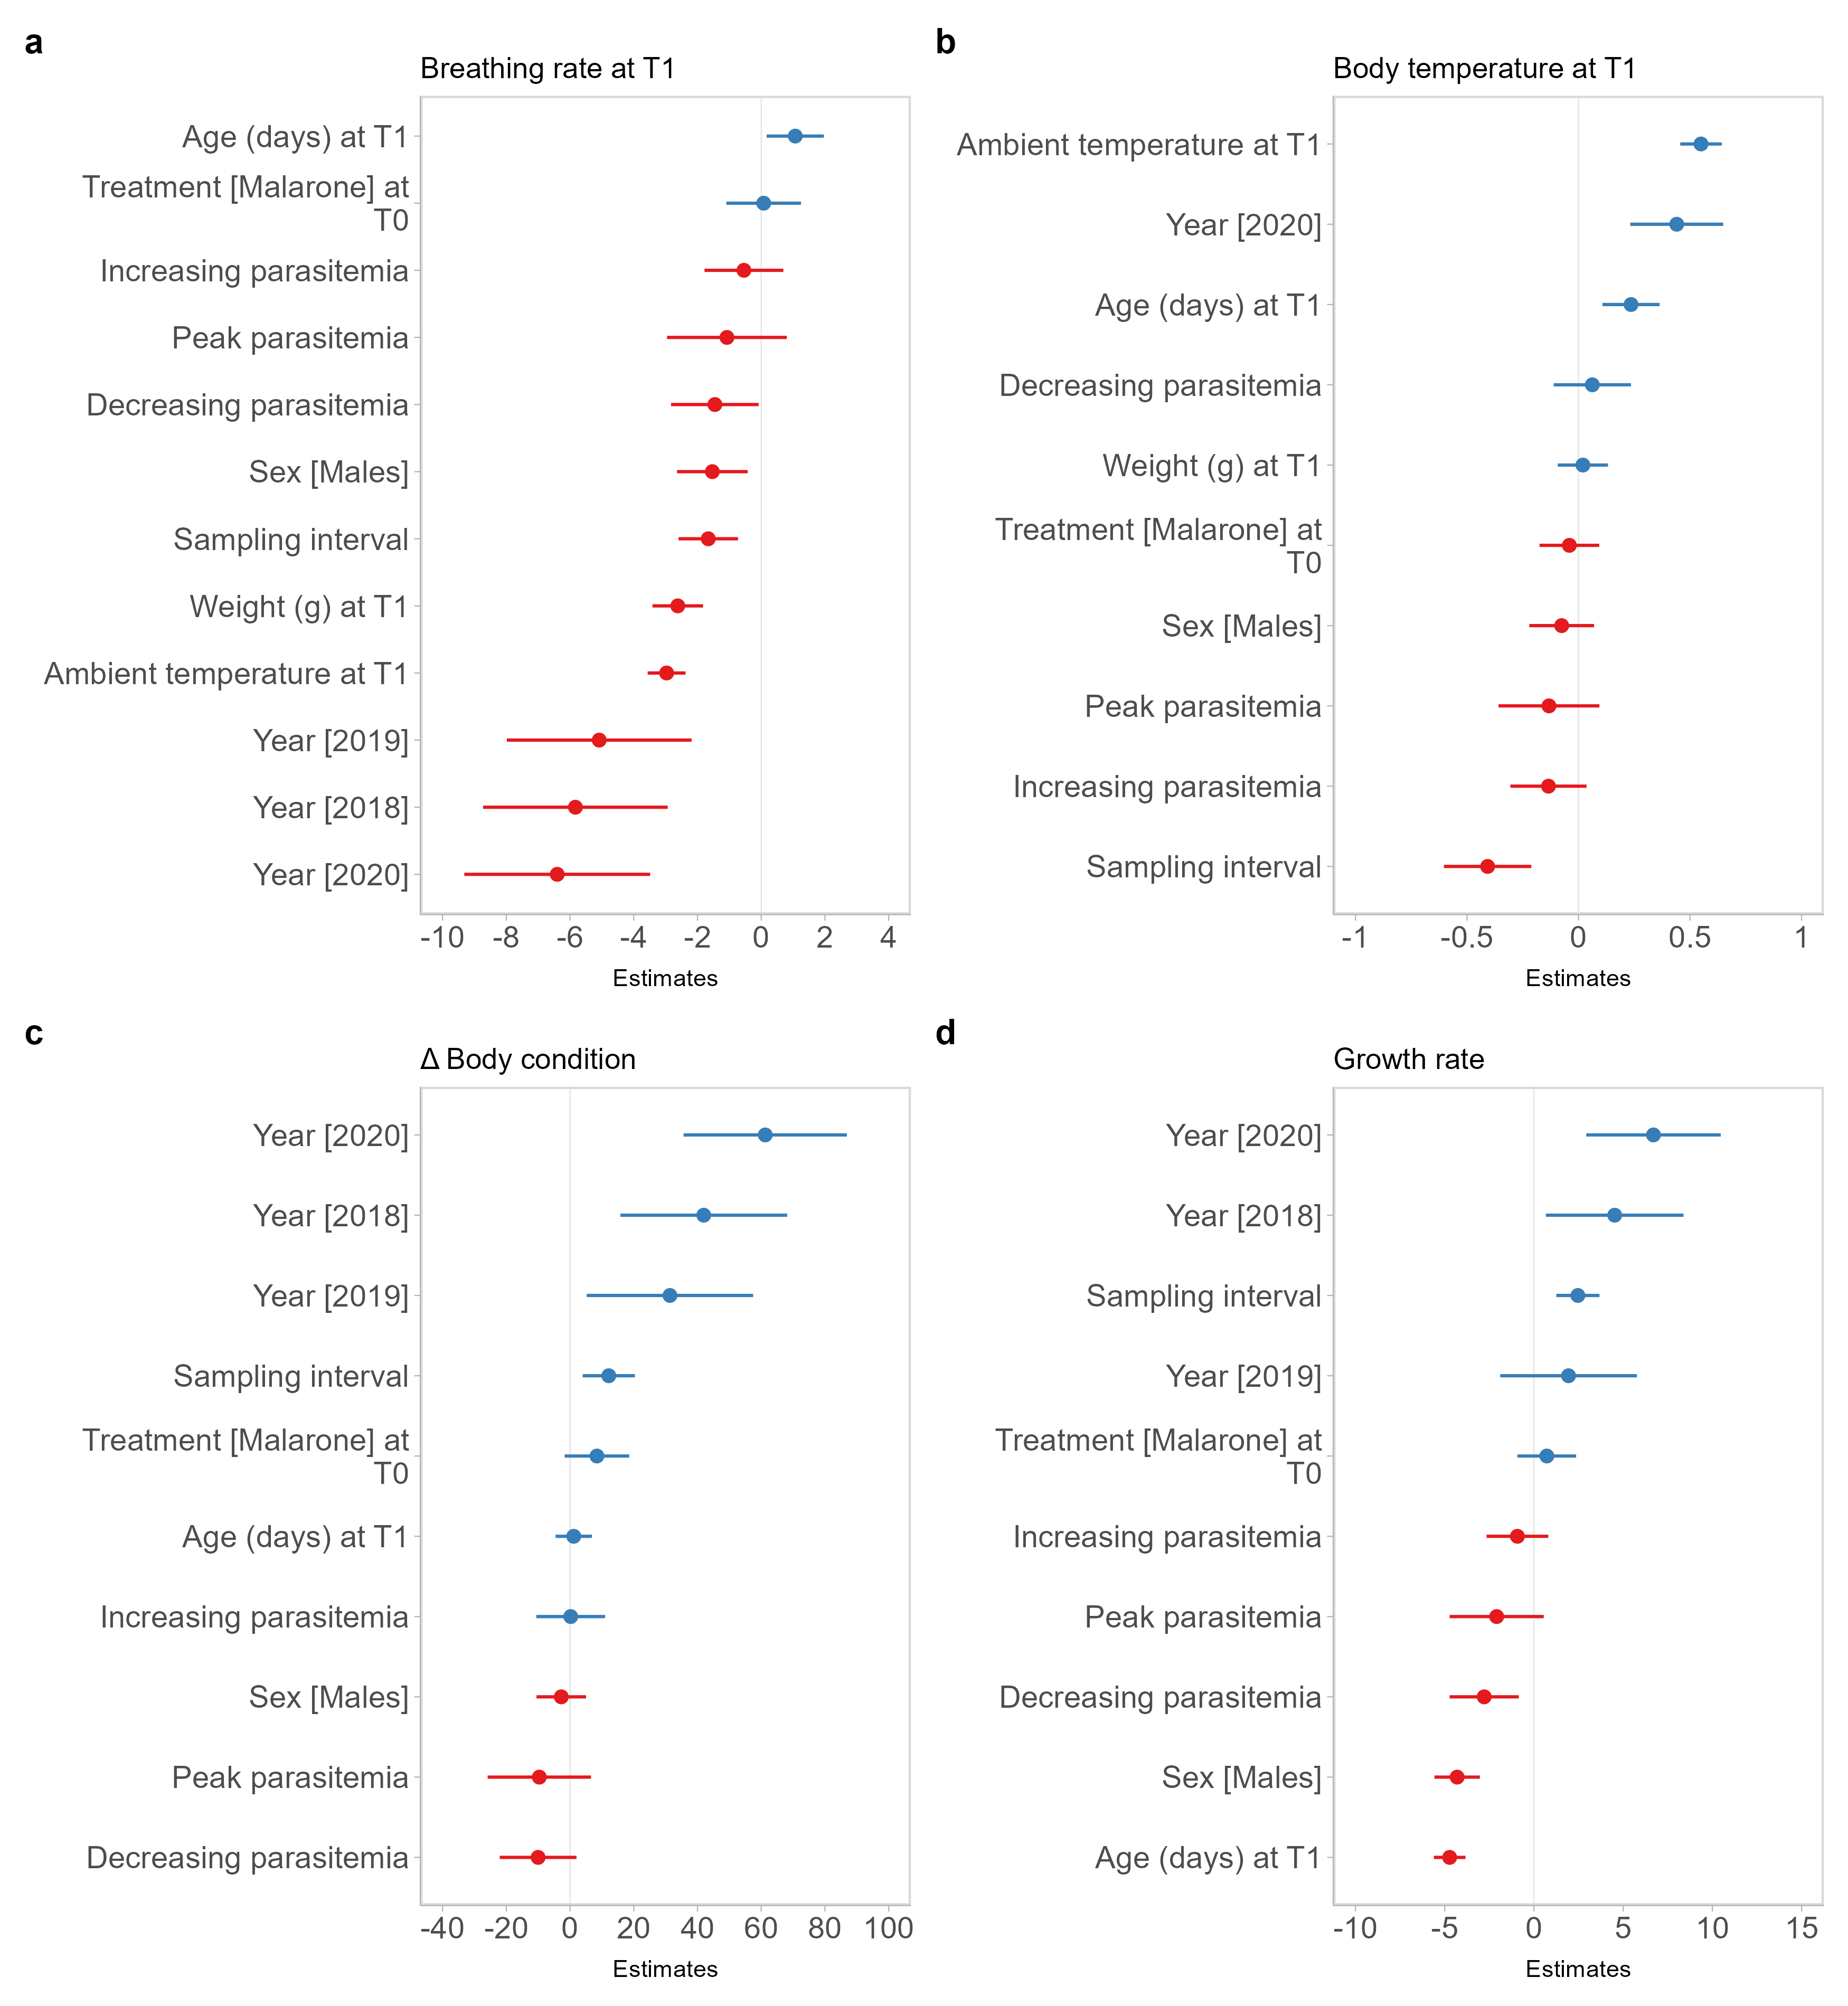 a
Breathing rate at T1
Age (days) at T1
Treatment [Malarone] at
T0
Increasing parasitemia
Peak parasitemia
Decreasing parasitemia
Sex [Males]
Sampling interval
Weight (g) at T1
Ambient temperature at T1
Year [2019]
Year [2018]
Year [2020]
-10 -8 -6 -4 -2 0 2 4
Estimates
b
Body temperature at T1
Ambient temperature at T1
Year [2020]
Age (days) at T1
Decreasing parasitemia
Weight (g) at T1
Treatment [Malarone] at
T0
Sex [Males]
Peak parasitemia
Increasing parasitemia
Sampling interval
-1 -0.5 0 0.5 1
Estimates
c
Δ Body condition
Year [2020]
Year [2018]
Year [2019]
Sampling interval
Treatment [Malarone] at
T0
Age (days) at T1
Increasing parasitemia
Sex [Males]
Peak parasitemia
Decreasing parasitemia
-40 -20 0 20 40 60 80 100
Estimates
d
Growth rate
Year [2020]
Year [2018]
Sampling interval
Year [2019]
Treatment [Malarone] at
T0
Increasing parasitemia
Peak parasitemia
Decreasing parasitemia
Sex [Males]
Age (days) at T1
-10 -5 0 5 10 15
Estimates